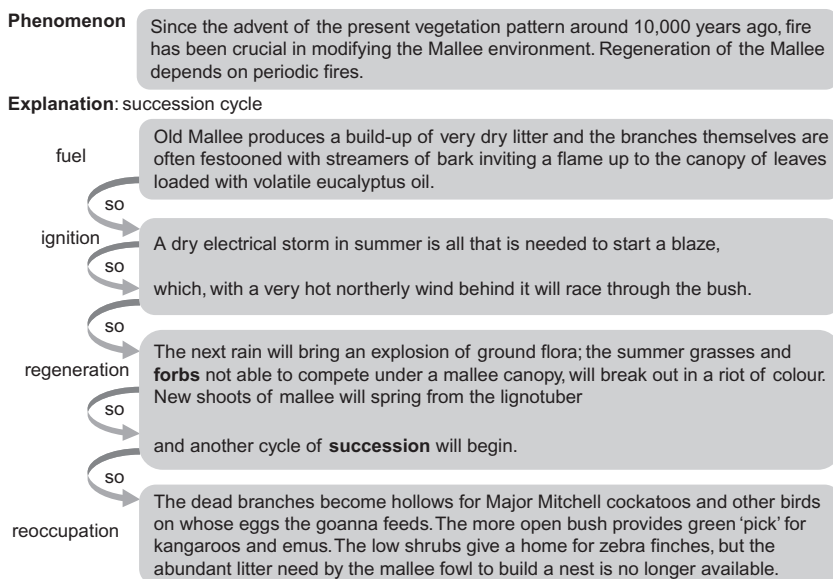 Phenomenon
Since the advent of the present vegetation pattern around 10,000 years ago, fire
has been crucial in modifying the Mallee environment. Regeneration of the Mallee
depends on periodic fires.
Explanation: succession cycle
fuel
Old Mallee produces a build-up of very dry litter and the branches themselves are
often festooned with streamers of bark inviting a flame up to the canopy of leaves
loaded with volatile eucalyptus oil.
so
ignition
A dry electrical storm in summer is all that is needed to start a blaze,
so
which, with a very hot northerly wind behind it will race through the bush.
so
regeneration
The next rain will bring an explosion of ground flora; the summer grasses and
forbs not able to compete under a mallee canopy, will break out in a riot of colour.
New shoots of mallee will spring from the lignotuber
so
and another cycle of succession will begin.
so
reoccupation
The dead branches become hollows for Major Mitchell cockatoos and other birds
on whose eggs the goanna feeds. The more open bush provides green 'pick' for
kangaroos and emus. The low shrubs give a home for zebra finches, but the
abundant litter need by the mallee fowl to build a nest is no longer available.